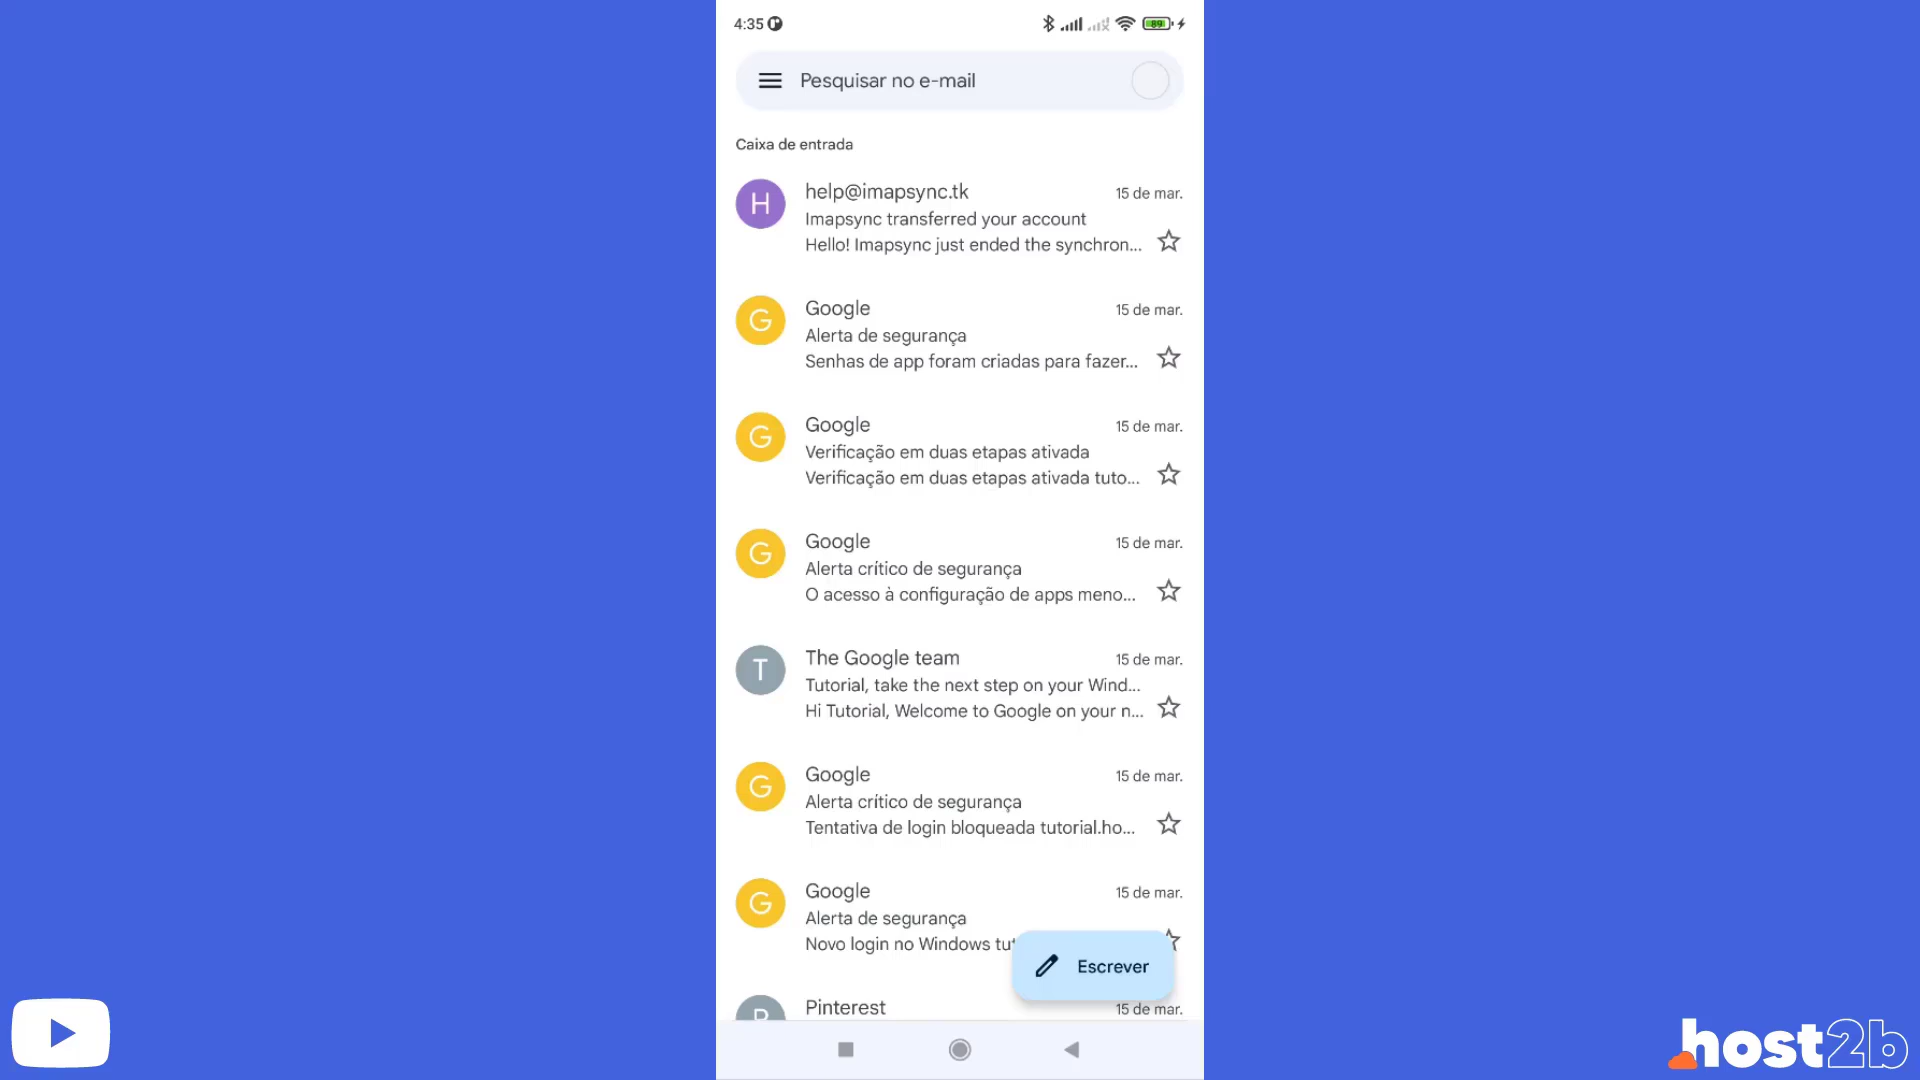 4:35
89
Pesquisar no e-mail
Caixa de entrada
H
help@imapsync.tk
15 de mar.
Imapsync transferred your account
Hello! Imapsync just ended the synchron...
G
Google
15 de mar.
Alerta de segurança
Senhas de app foram criadas para fazer...
G
Google
15 de mar.
Verificação em duas etapas ativada
Verificação em duas etapas ativada tuto...
G
Google
15 de mar.
Alerta crítico de segurança
O acesso à configuração de apps meno...
T
The Google team
15 de mar.
Tutorial, take the next step on your Wind...
Hi Tutorial, Welcome to Google on your n...
G
Google
15 de mar.
Alerta crítico de segurança
Tentativa de login bloqueada tutorial.ho...
G
Google
15 de mar.
Alerta de segurança
Novo login no Windows tut
Escrever
P
Pinterest
15 de mar.
host2b